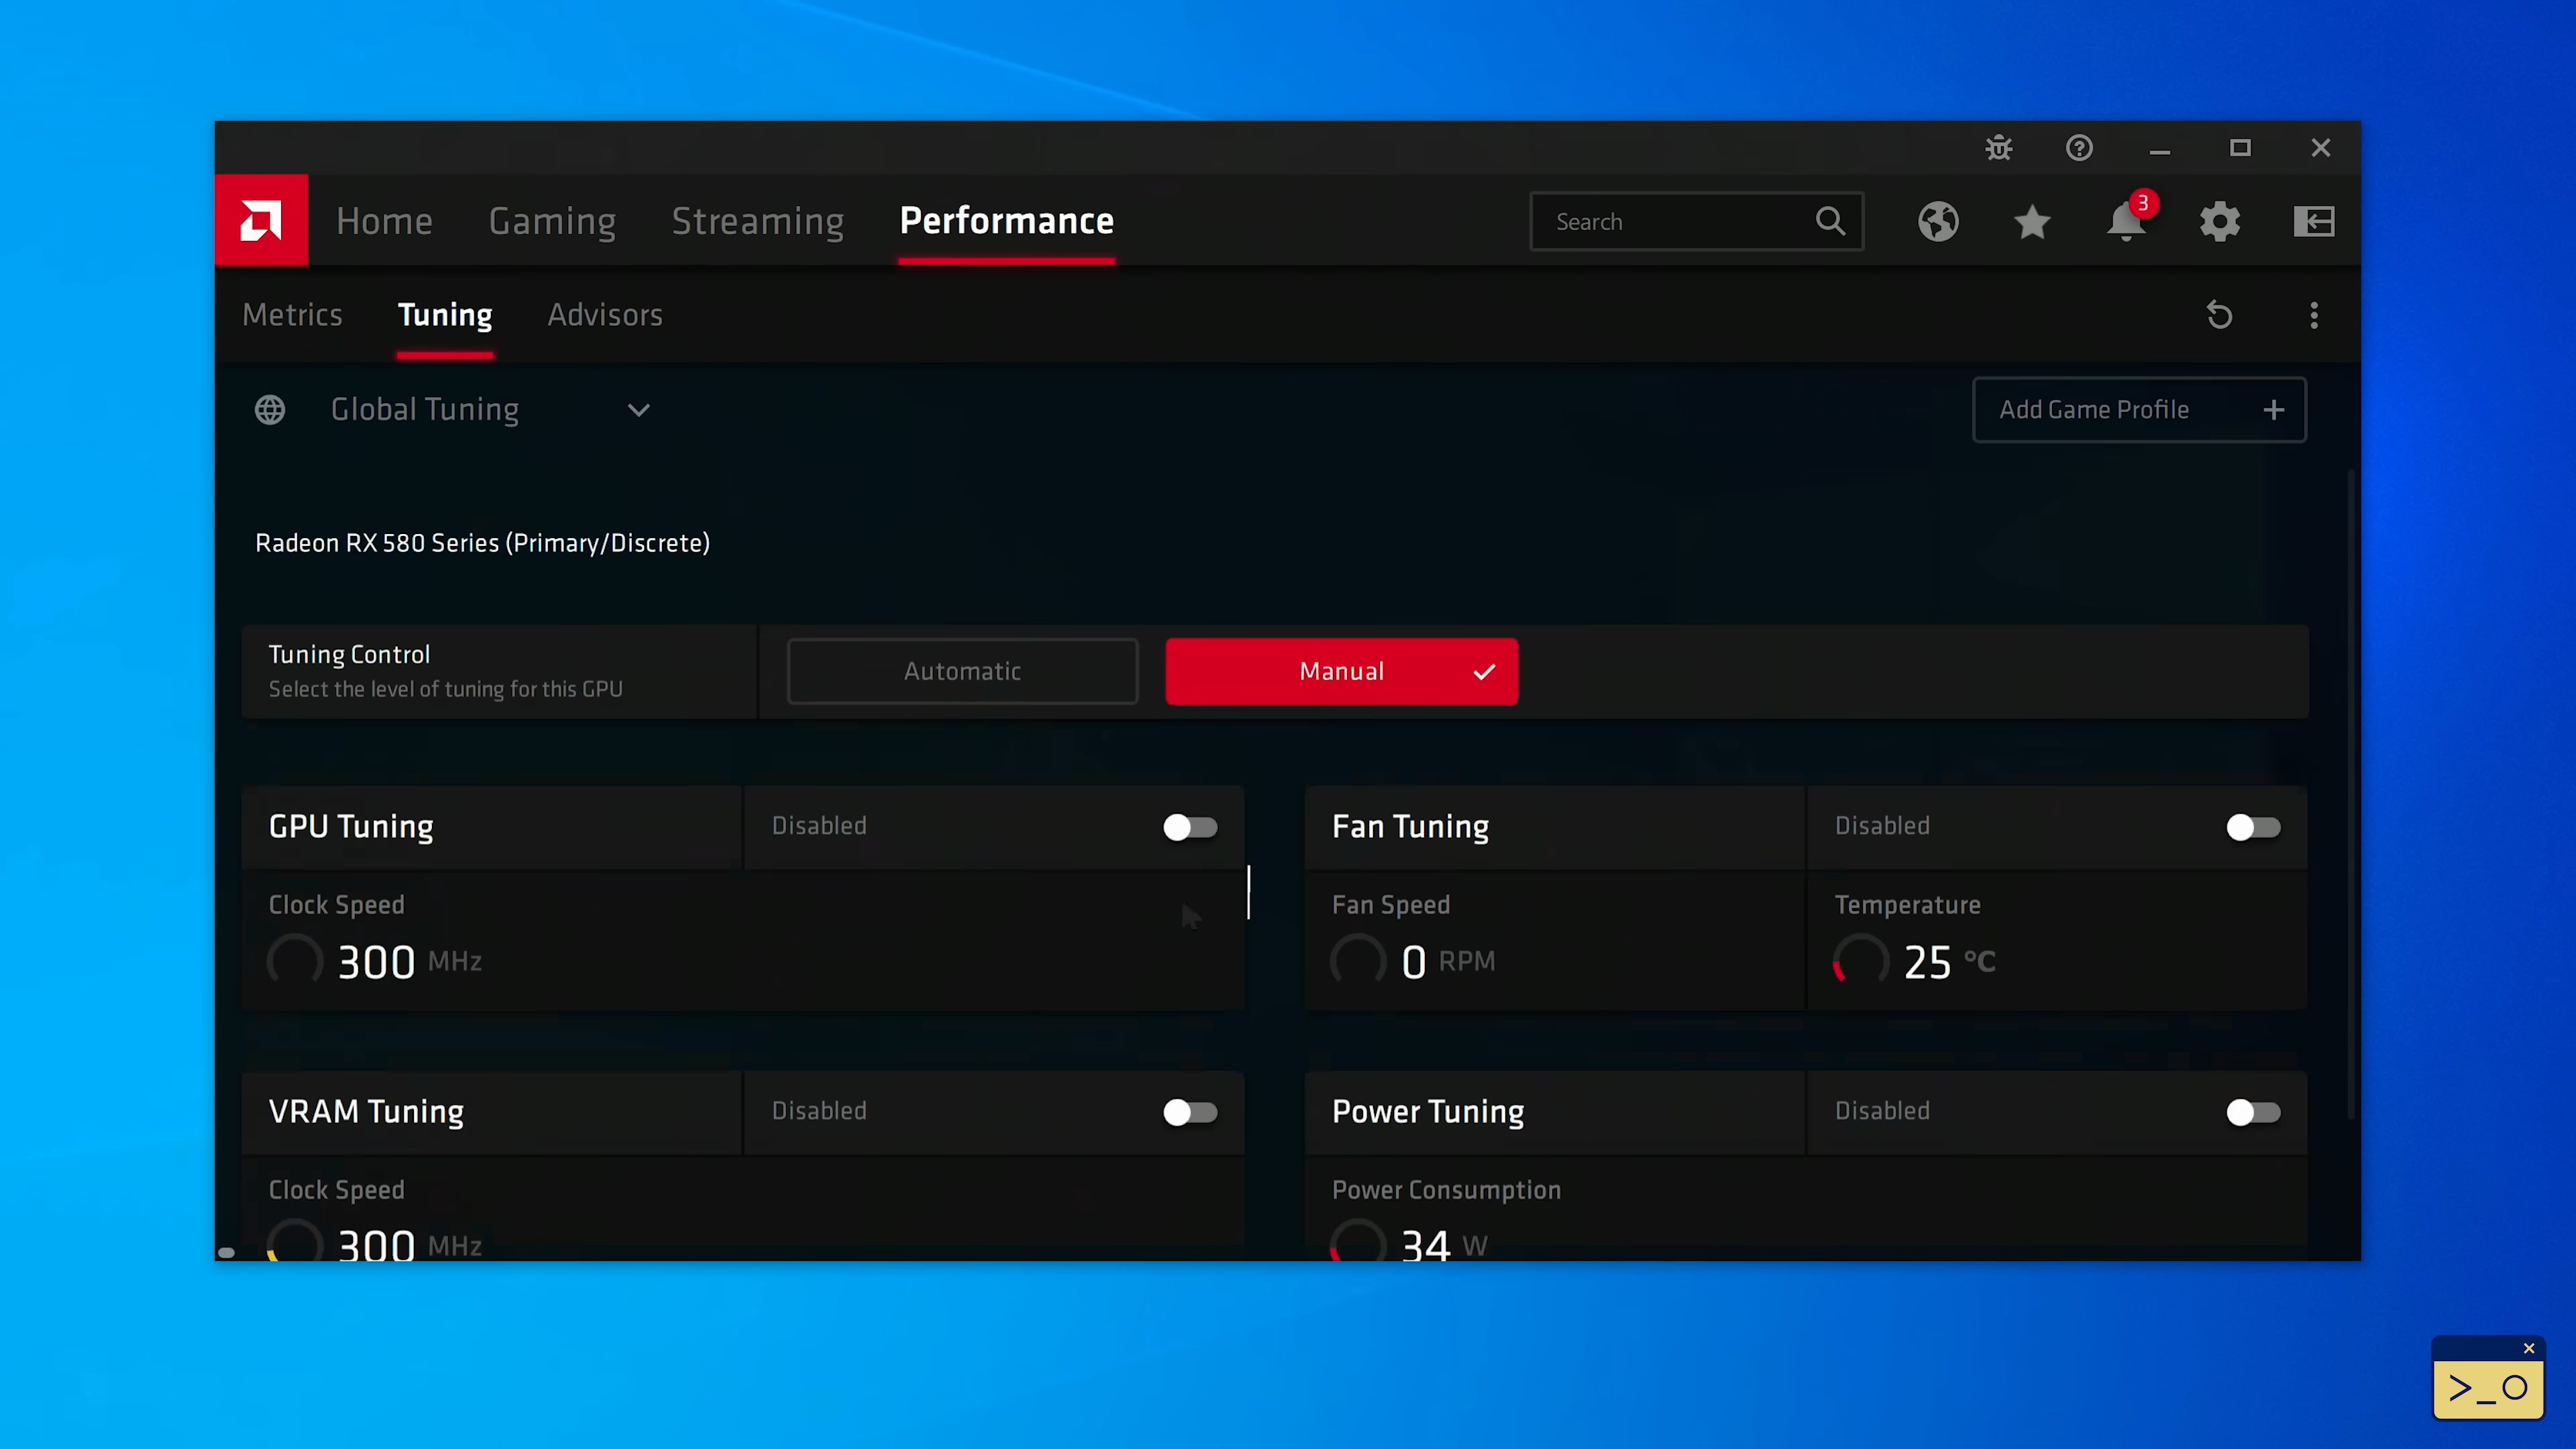 Home Gaming Streaming Performance Search 3
Metrics Tuning Advisors
Global Tuning Add Game Profile +
Radeon RX 580 Series (Primary/Discrete)
Tuning Control
Select the level of tuning for this GPU
Automatic Manual
GPU Tuning Disabled
Clock Speed
300 MHz
Fan Tuning Disabled
Fan Speed
0 RPM
Temperature
25 °C
VRAM Tuning Disabled
Clock Speed
300 MHz
Power Tuning Disabled
Power Consumption
34 W
>_O